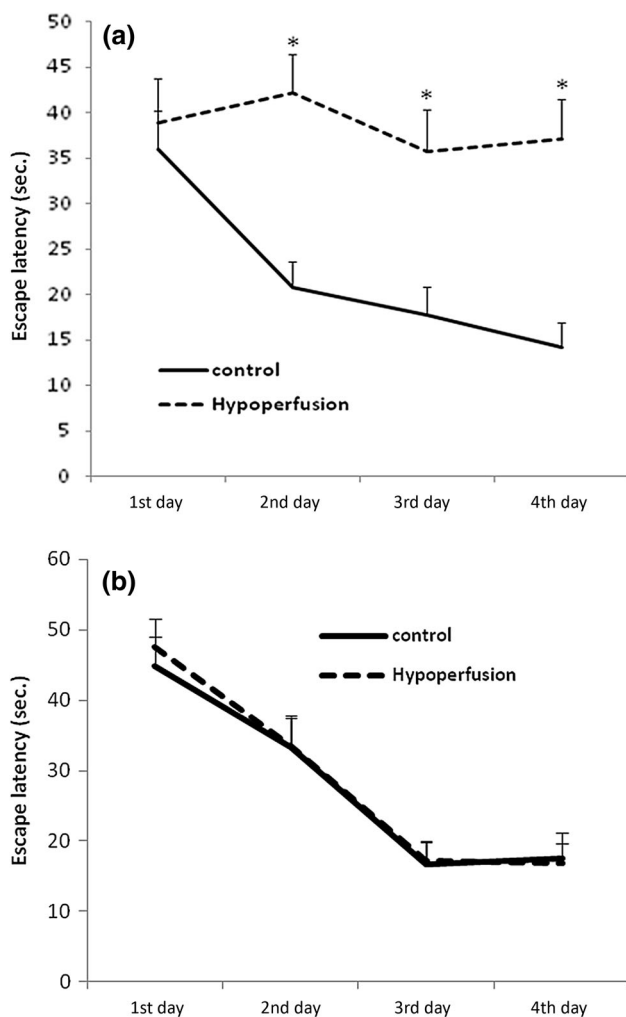 (a)
Escape latency (sec.)
50
45
40
35
30
25
20
15
10
5
0
*
*
*
control
Hypoperfusion
1st day 2nd day 3rd day 4th day
(b)
Escape latency (sec.)
60
50
40
30
20
10
0
control
Hypoperfusion
1st day 2nd day 3rd day 4th day